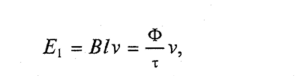 E₁ = Blv = Φ/τ v,